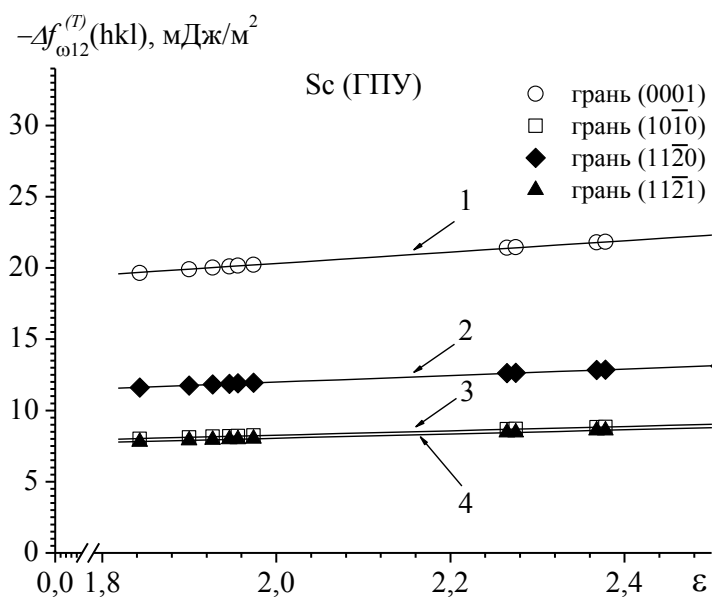 −Δf_ω12^(T)(hkl), мДж/м²
Sc (ГПУ)
грань (0001)
грань (101̅0)
грань (112̅0)
грань (112̅1)
30
25
20
15
10
5
0
1
2
3
4
0,0 1,8 2,0 2,2 2,4 ε